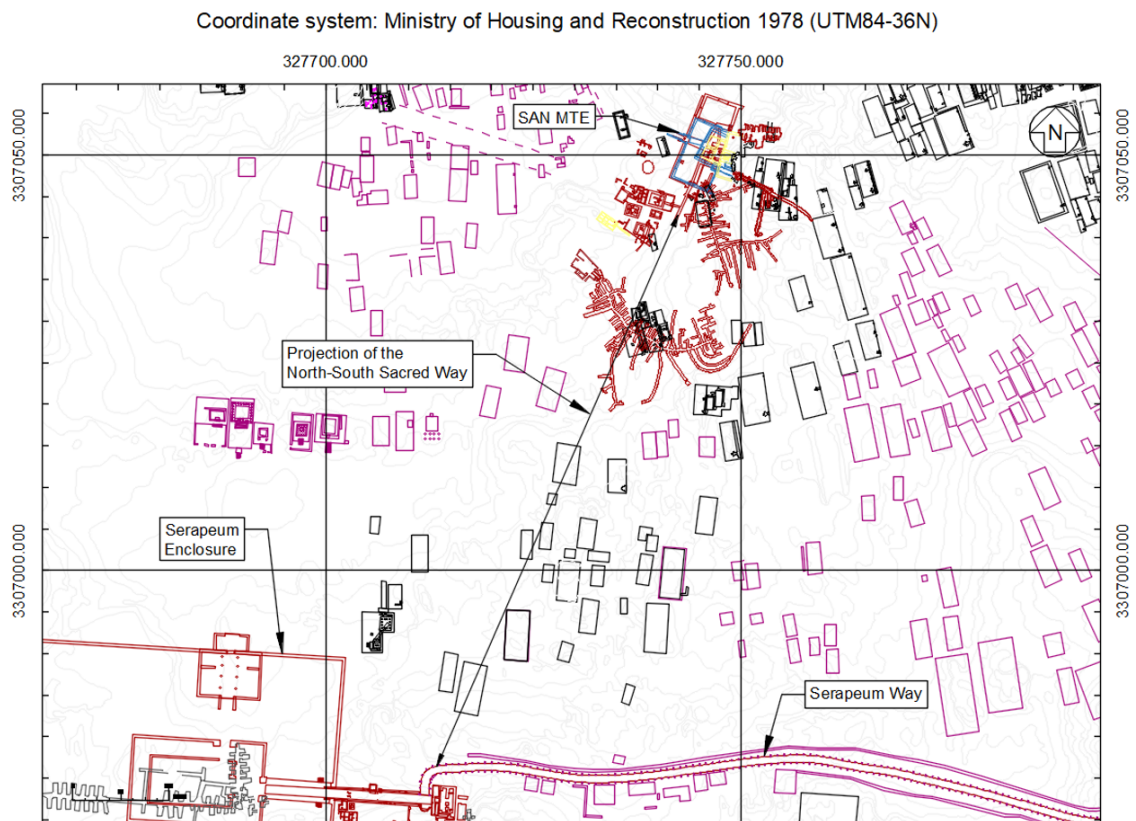 Coordinate system: Ministry of Housing and Reconstruction 1978 (UTM84-36N)
327700.000
327750.000
3307050.000
3307050.000
SAN MTE
N
Projection of the
North-South Sacred Way
Serapeum
Enclosure
3307000.000
3307000.000
Serapeum Way